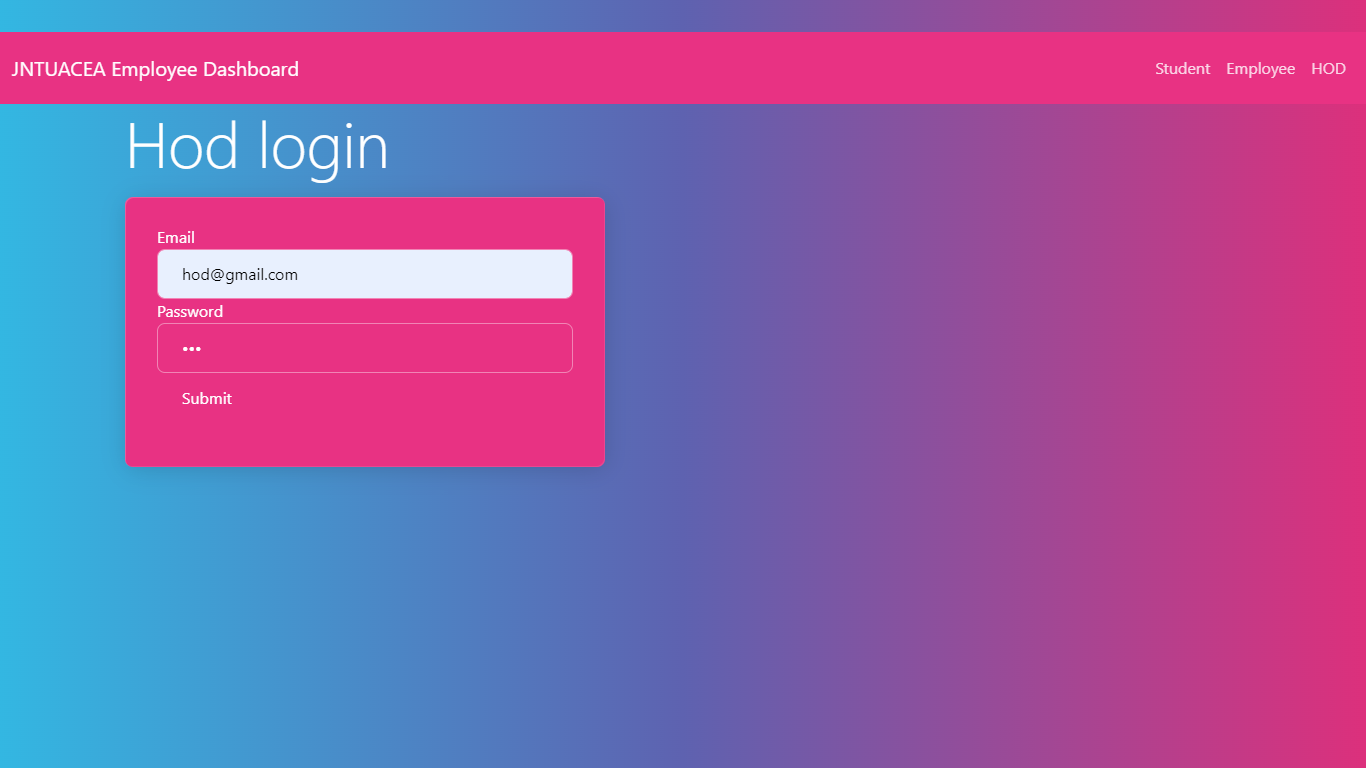 JNTUACEA Employee Dashboard
Student Employee HOD
Hod login
Email
hod@gmail.com
Password
•••
Submit